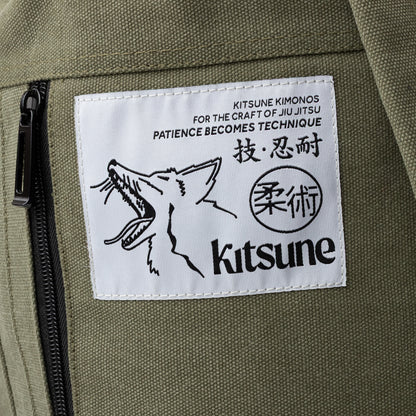 KITSUNE KIMONOS
FOR THE CRAFT OF JIU JITSU
PATIENCE BECOMES TECHNIQUE
技・忍耐
柔術
Kitsune